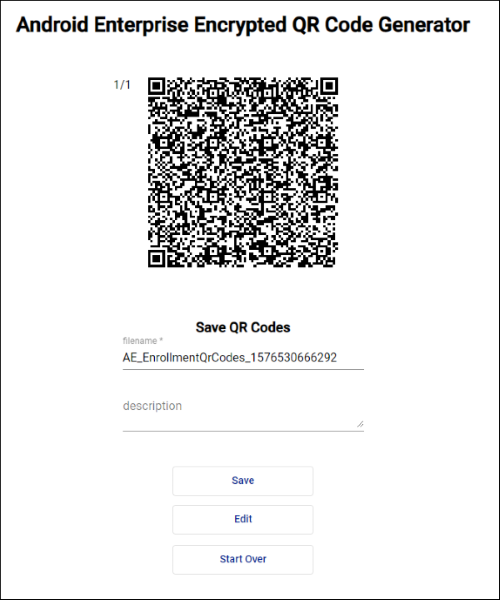 Android Enterprise Encrypted QR Code Generator
1/1
Save QR Codes
filename *
AE_EnrollmentQrCodes_1576530666292
description
Save
Edit
Start Over